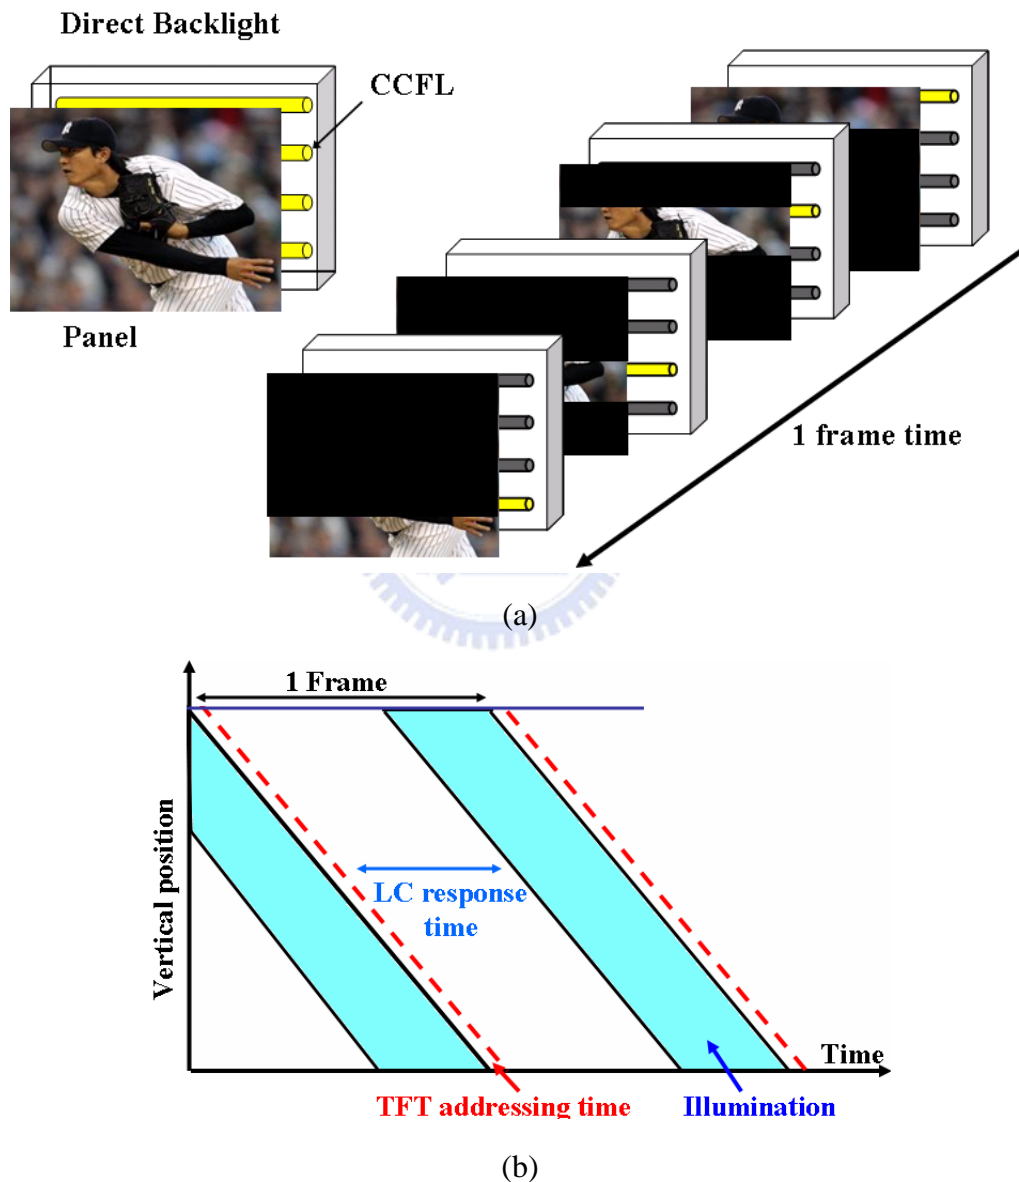 Direct Backlight
CCFL
Panel
1 frame time
(a)
1 Frame
Vertical position
LC response
time
Time
TFT addressing time
Illumination
(b)